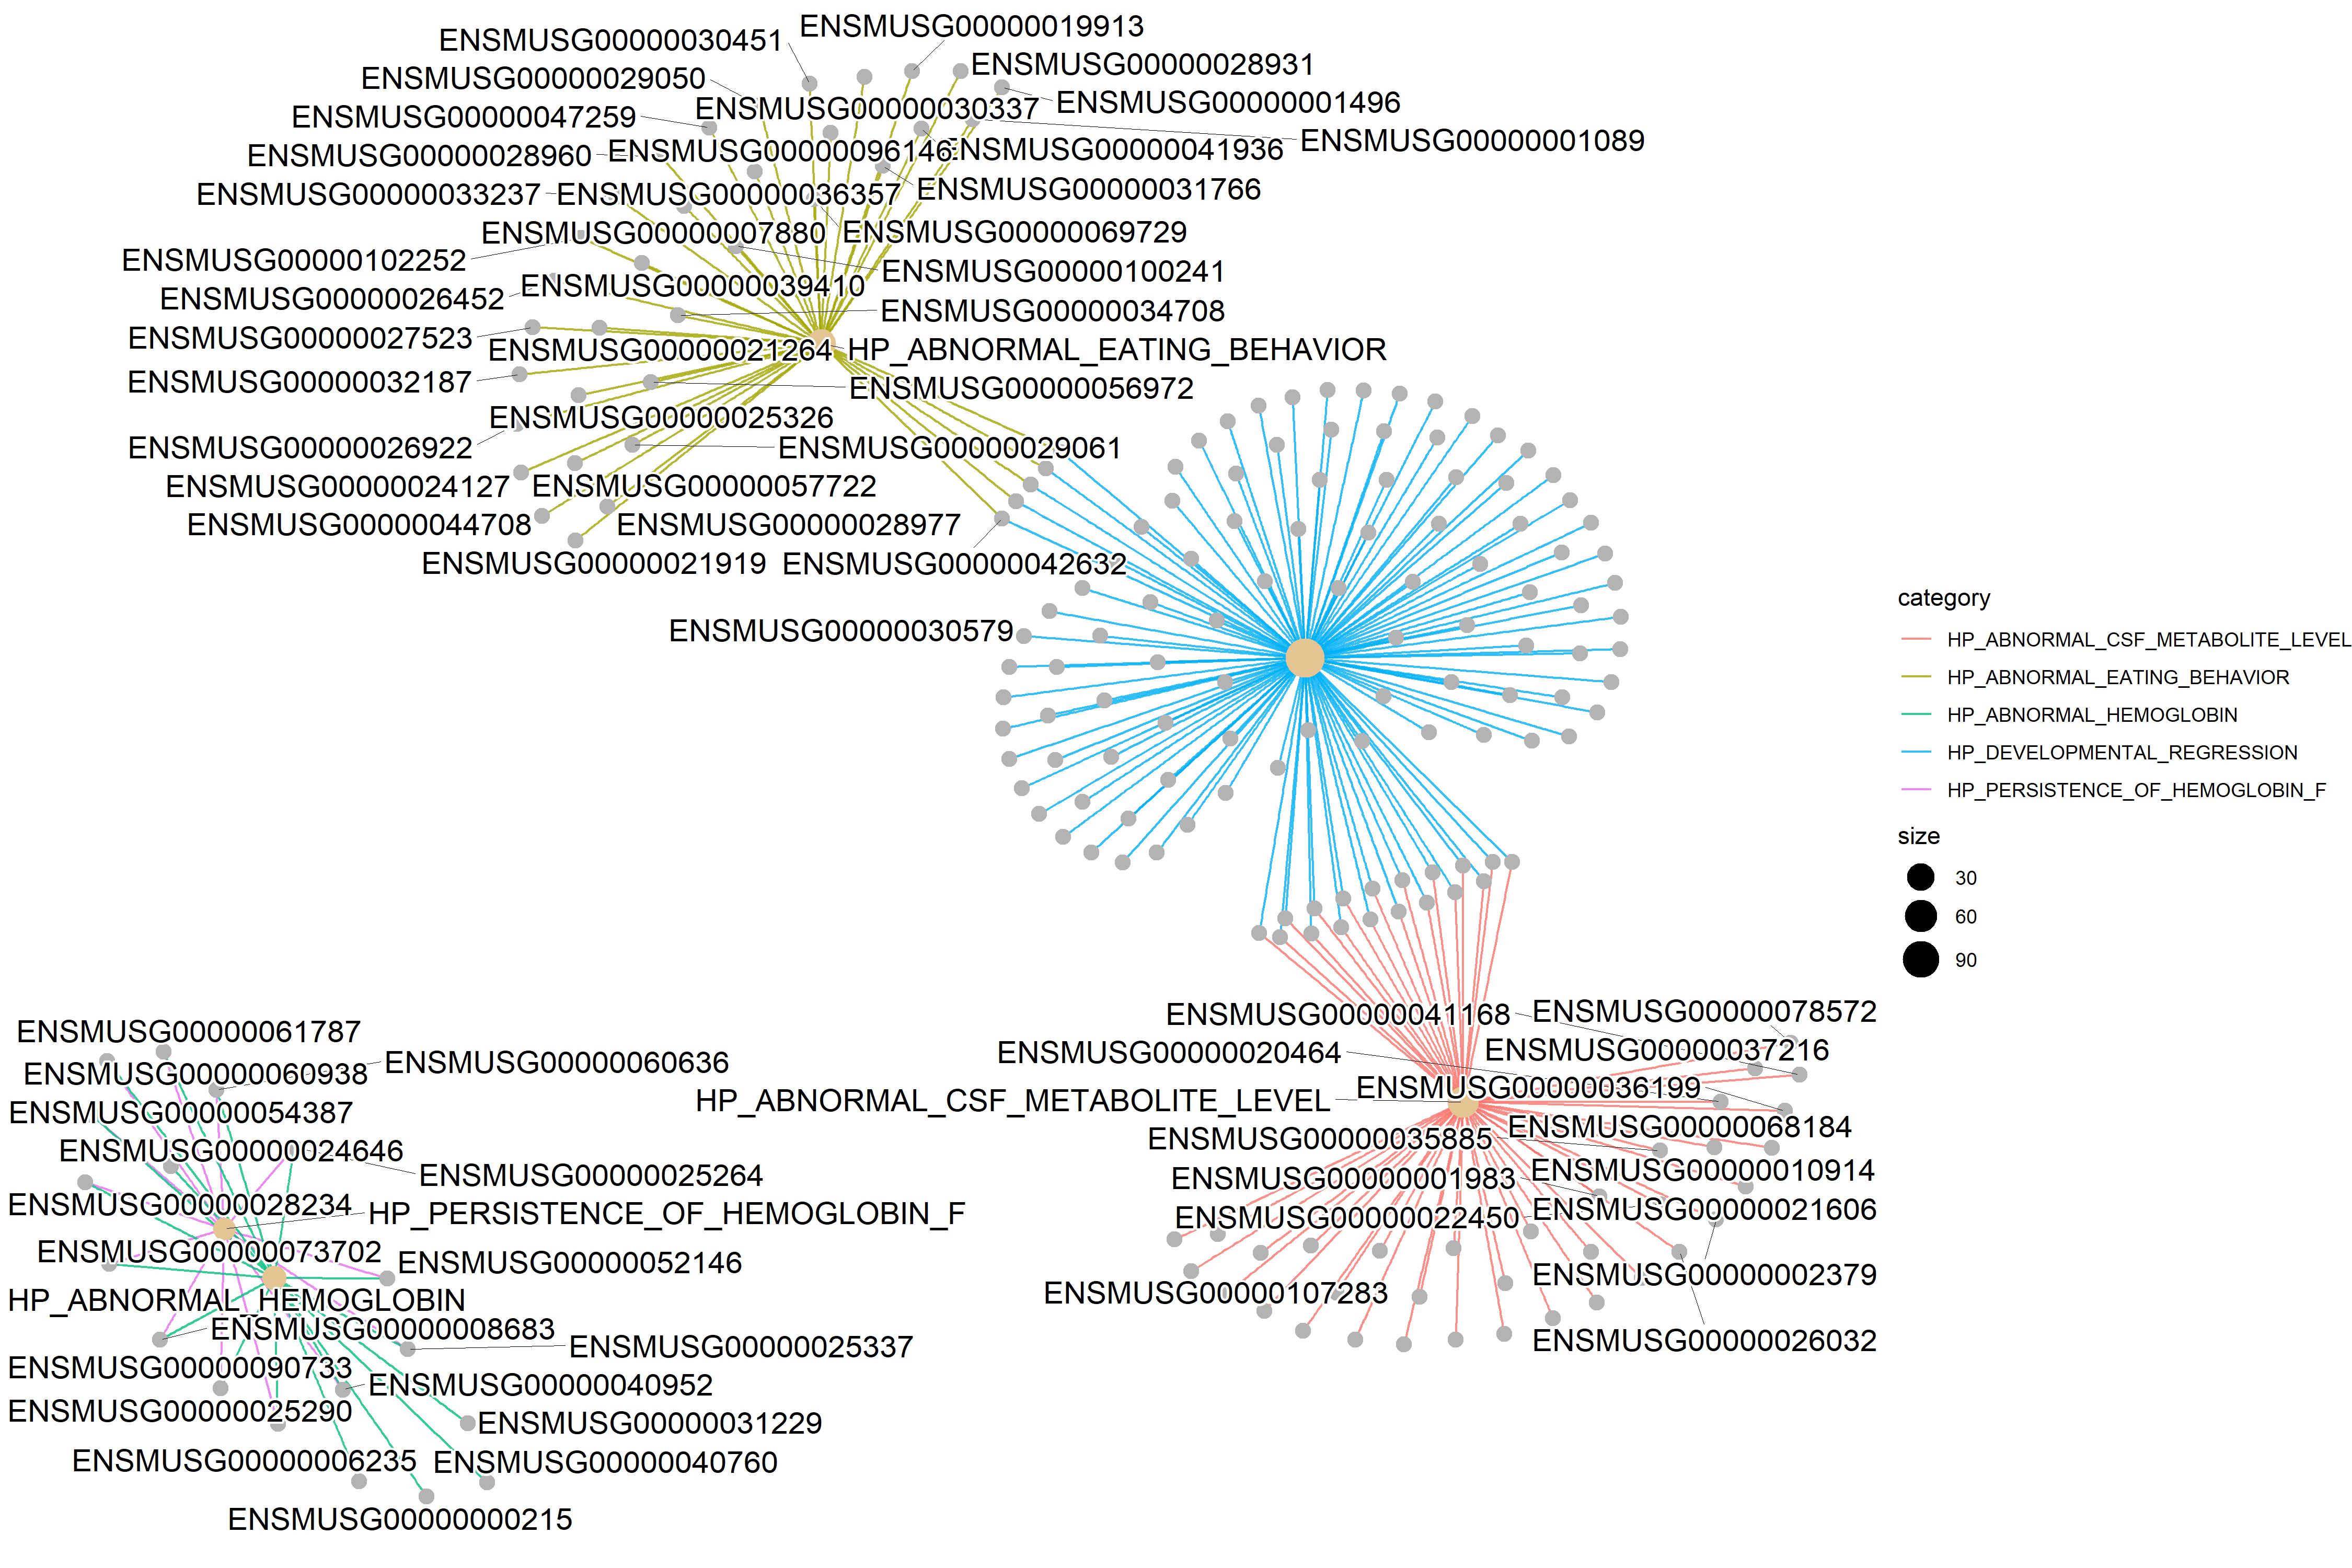 ENSMUSG00000019913
ENSMUSG00000030451
ENSMUSG00000028931
ENSMUSG00000029050
ENSMUSG00000001496
ENSMUSG00000030337
ENSMUSG00000047259
ENSMUSG00000001089
ENSMUSG00000096146
ENSMUSG00000041936
ENSMUSG00000028960
ENSMUSG00000031766
ENSMUSG00000033237
ENSMUSG00000036357
ENSMUSG00000007880
ENSMUSG00000069729
ENSMUSG00000102252
ENSMUSG00000100241
ENSMUSG00000026452
ENSMUSG00000039410
ENSMUSG00000034708
ENSMUSG00000027523
ENSMUSG00000021264
HP_ABNORMAL_EATING_BEHAVIOR
ENSMUSG00000032187
ENSMUSG00000056972
ENSMUSG00000025326
ENSMUSG00000026922
ENSMUSG00000029061
ENSMUSG00000024127
ENSMUSG00000057722
ENSMUSG00000044708
ENSMUSG00000028977
ENSMUSG00000021919
ENSMUSG00000042632
ENSMUSG00000030579
category
HP_ABNORMAL_CSF_METABOLITE_LEVEL
HP_ABNORMAL_EATING_BEHAVIOR
HP_ABNORMAL_HEMOGLOBIN
HP_DEVELOPMENTAL_REGRESSION
HP_PERSISTENCE_OF_HEMOGLOBIN_F
size
30
60
90
ENSMUSG00000041168
ENSMUSG00000078572
ENSMUSG00000020464
ENSMUSG00000037216
ENSMUSG00000036199
HP_ABNORMAL_CSF_METABOLITE_LEVEL
ENSMUSG00000068184
ENSMUSG00000035885
ENSMUSG00000010914
ENSMUSG00000001983
ENSMUSG00000021606
ENSMUSG00000022450
ENSMUSG00000002379
ENSMUSG00000107283
ENSMUSG00000026032
ENSMUSG00000061787
ENSMUSG00000060636
ENSMUSG00000060938
ENSMUSG00000054387
ENSMUSG00000024646
ENSMUSG00000025264
ENSMUSG00000028234
HP_PERSISTENCE_OF_HEMOGLOBIN_F
ENSMUSG00000073702
ENSMUSG00000052146
HP_ABNORMAL_HEMOGLOBIN
ENSMUSG00000008683
ENSMUSG00000025337
ENSMUSG00000090733
ENSMUSG00000040952
ENSMUSG00000025290
ENSMUSG00000031229
ENSMUSG00000006235
ENSMUSG00000040760
ENSMUSG00000000215